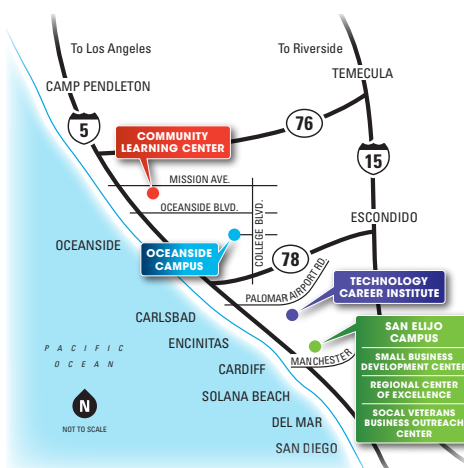 To Los Angeles
To Riverside
TEMECULA
CAMP PENDLETON
5
76
COMMUNITY
LEARNING CENTER
15
MISSION AVE.
OCEANSIDE BLVD.
COLLEGE BLVD.
ESCONDIDO
OCEANSIDE
OCEANSIDE
CAMPUS
78
PALOMAR AIRPORT RD.
TECHNOLOGY
CAREER INSTITUTE
CARLSBAD
SAN ELIJO
CAMPUS
PACIFIC
OCEAN
ENCINITAS
MANCHESTER
SMALL BUSINESS
DEVELOPMENT CENTER
CARDIFF
REGIONAL CENTER
OF EXCELLENCE
SOLANA BEACH
N
SOCAL VETERANS
BUSINESS OUTREACH
CENTER
NOT TO SCALE
DEL MAR
SAN DIEGO